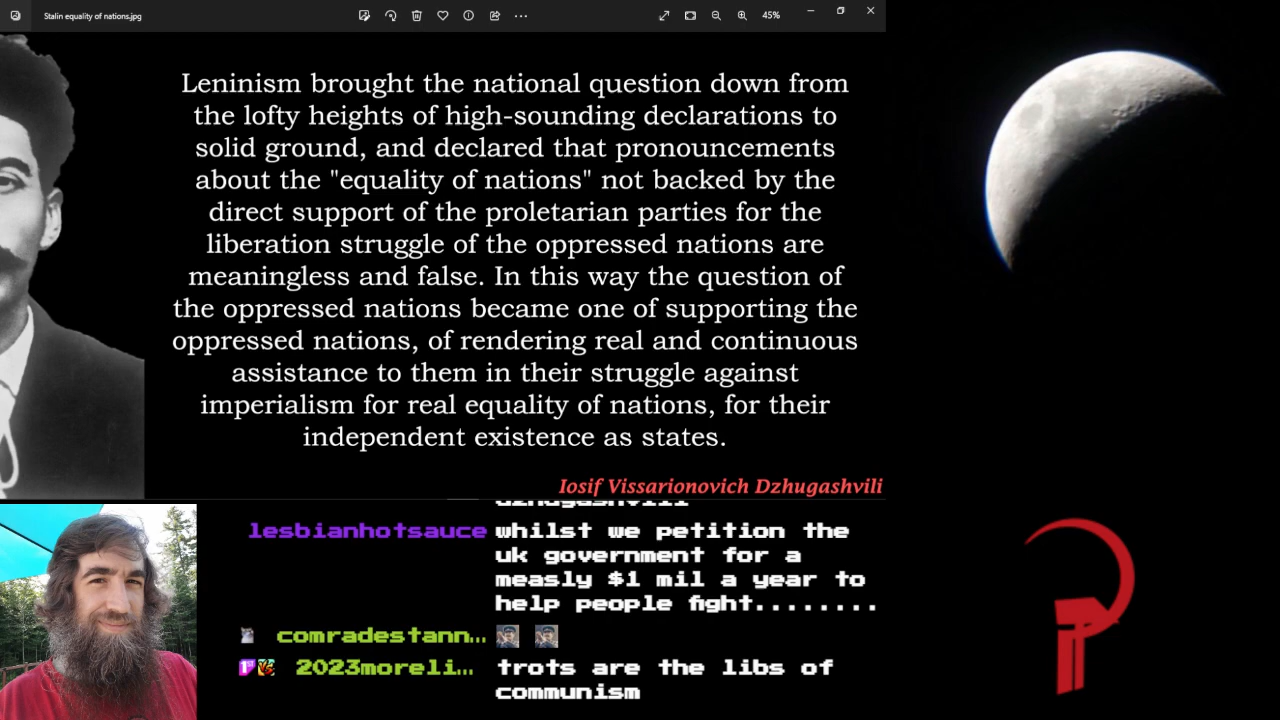 Stalin equality of nations.jpg
45%
Leninism brought the national question down from
the lofty heights of high-sounding declarations to
solid ground, and declared that pronouncements
about the "equality of nations" not backed by the
direct support of the proletarian parties for the
liberation struggle of the oppressed nations are
meaningless and false. In this way the question of
the oppressed nations became one of supporting the
oppressed nations, of rendering real and continuous
assistance to them in their struggle against
imperialism for real equality of nations, for their
independent existence as states.
Iosif Vissarionovich Dzhugashvili
dzhugashvili
lesbianhotsauce whilst we petition the
uk government for a
measly $1 mil a year to
help people fight........
comradestann...
1st 2023moreli... trots are the libs of
communism